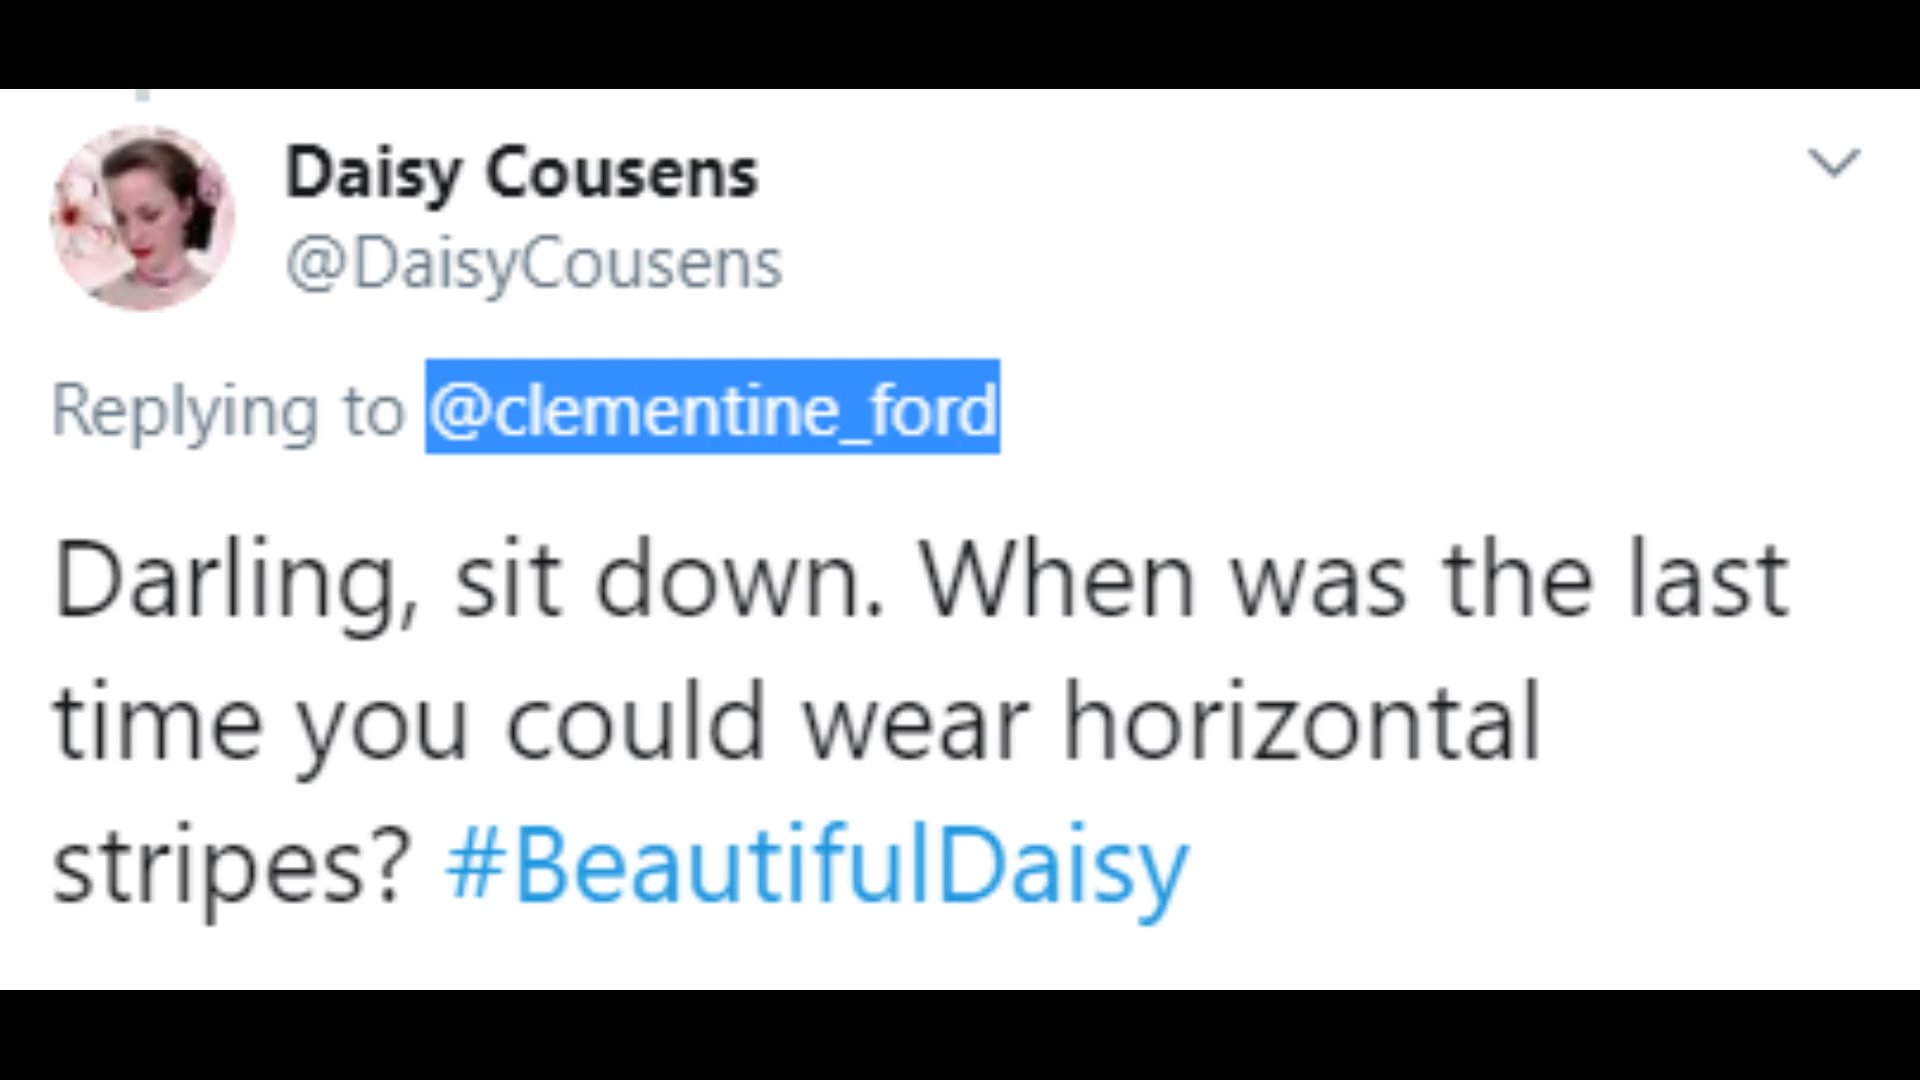 Daisy Cousens
@DaisyCousens
Replying to @clementine_ford
Darling, sit down. When was the last
time you could wear horizontal
stripes? #BeautifulDaisy